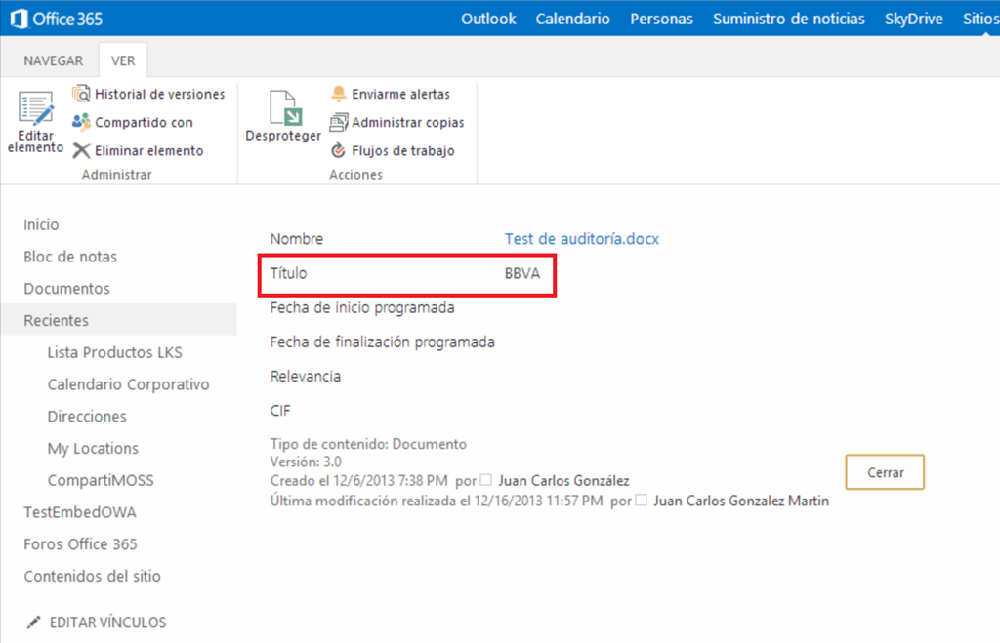 Office 365
Outlook Calendario Personas Suministro de noticias SkyDrive Sitios
NAVEGAR VER
Editar elemento
Historial de versiones
Compartido con
Eliminar elemento
Administrar
Desproteger
Enviarme alertas
Administrar copias
Flujos de trabajo
Acciones
Inicio
Bloc de notas
Documentos
Recientes
Lista Productos LKS
Calendario Corporativo
Direcciones
My Locations
CompartiMOSS
TestEmbedOWA
Foros Office 365
Contenidos del sitio
EDITAR VÍNCULOS
Nombre Test de auditoría.docx
Título BBVA
Fecha de inicio programada
Fecha de finalización programada
Relevancia
CIF
Tipo de contenido: Documento
Versión: 3.0
Creado el 12/6/2013 7:38 PM por Juan Carlos González
Última modificación realizada el 12/16/2013 11:57 PM por Juan Carlos Gonzalez Martin
Cerrar